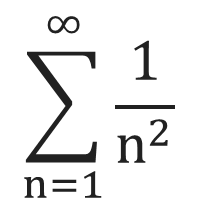 ∞
∑ 1/n²
n=1